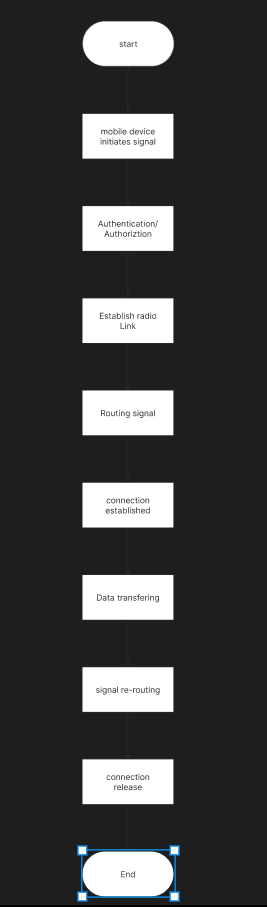 start
mobile device
initiates signal
Authentication/
Authoriztion
Establish radio
Link
Routing signal
connection
established
Data transfering
signal re-routing
connection
release
End